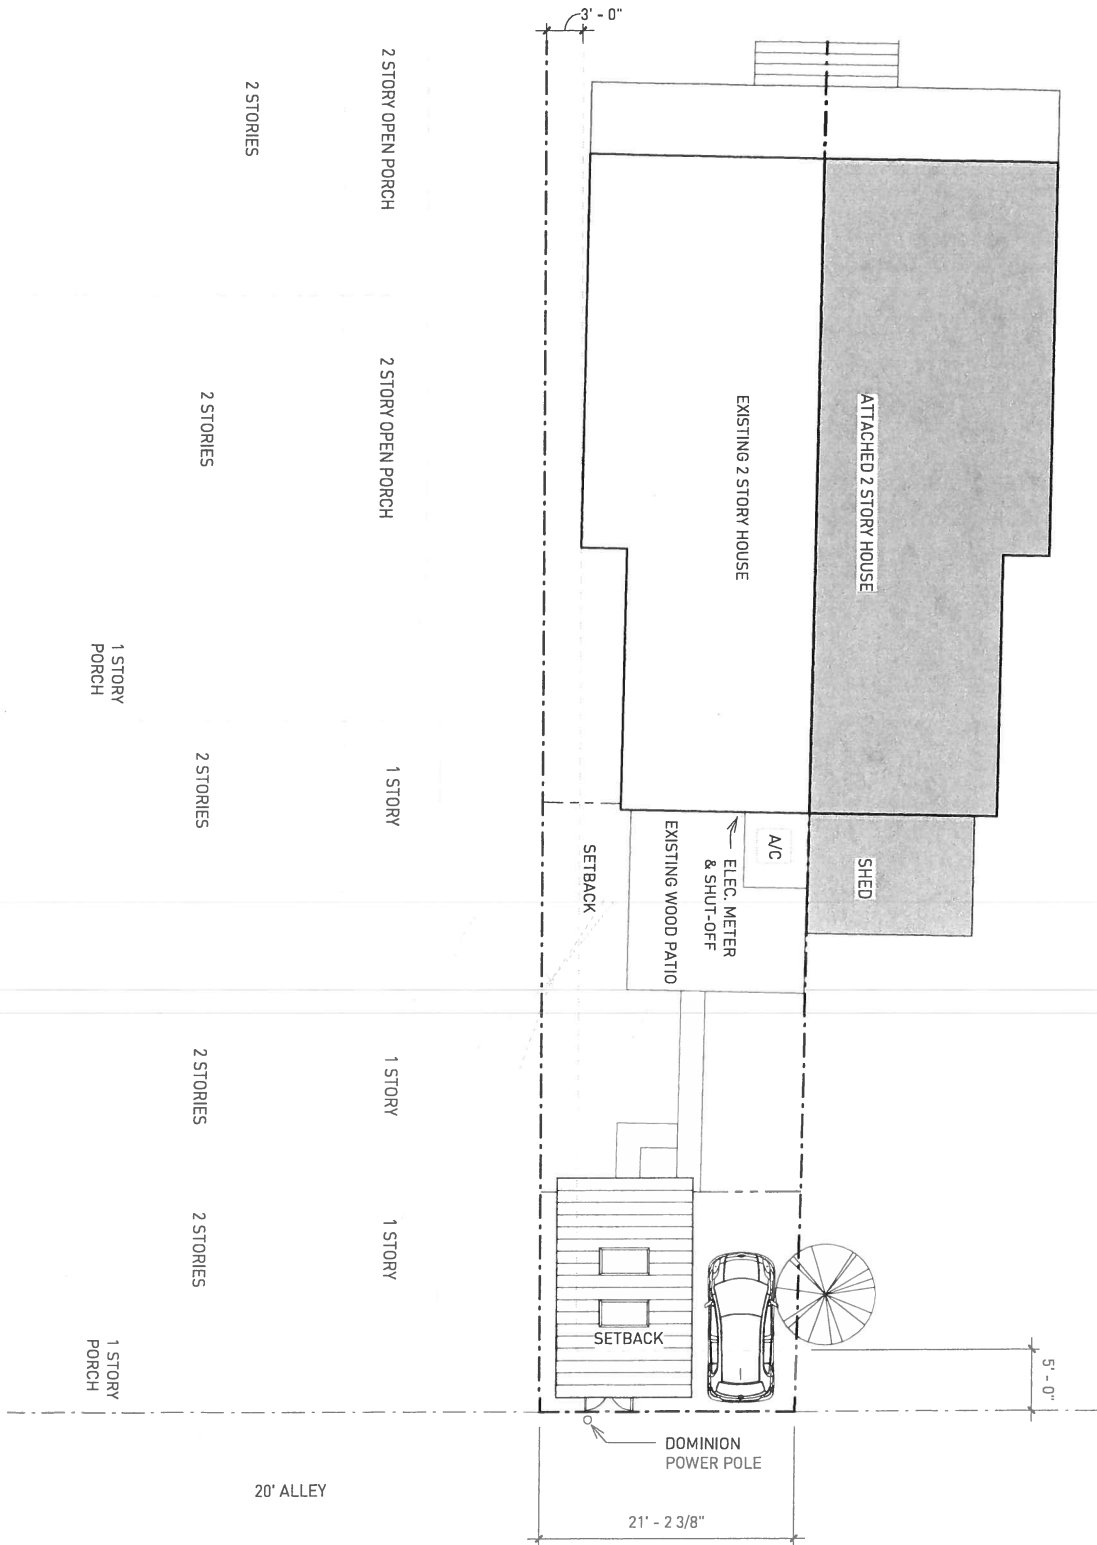 3' - 0"
2 STORIES
2 STORY OPEN PORCH
2 STORIES
2 STORY OPEN PORCH
EXISTING 2 STORY HOUSE
ATTACHED 2 STORY HOUSE
1 STORY
PORCH
2 STORIES
1 STORY
SETBACK
EXISTING WOOD PATIO
ELEC. METER
& SHUT-OFF
A/C
SHED
2 STORIES
1 STORY
2 STORIES
1 STORY
SETBACK
1 STORY
PORCH
5' - 0"
DOMINION
POWER POLE
20' ALLEY
21' - 2 3/8"